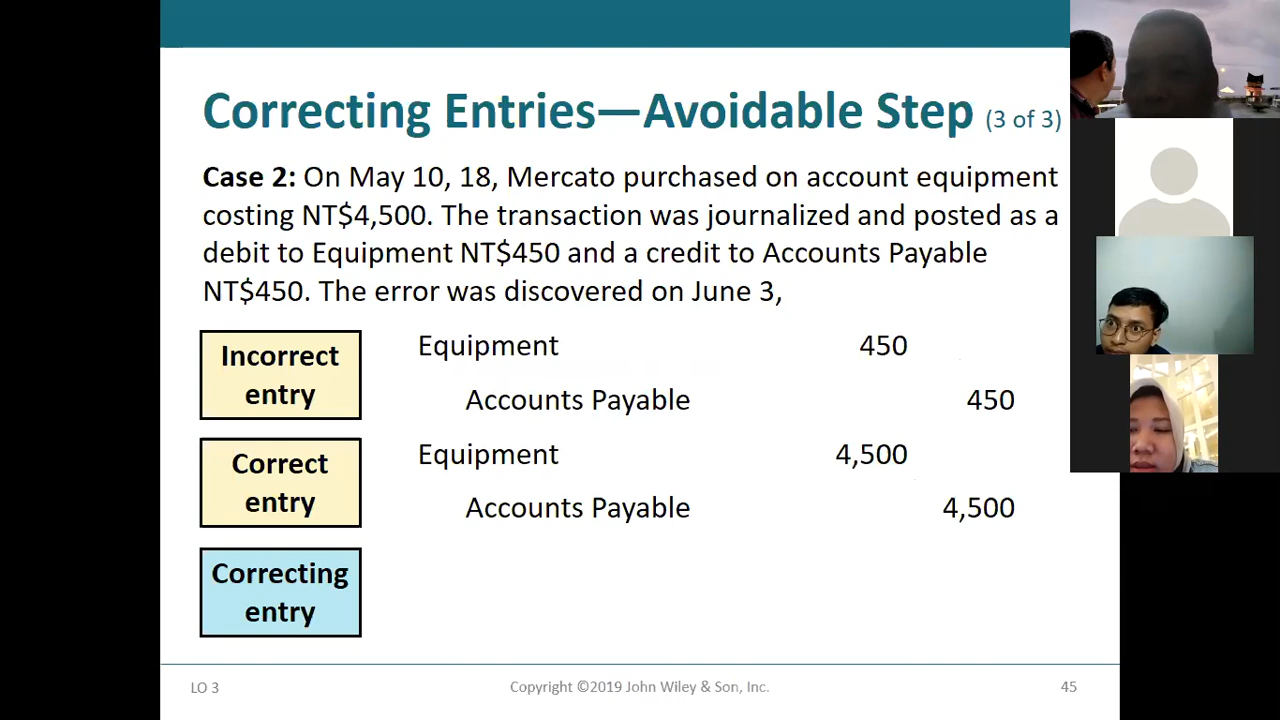 Correcting Entries—Avoidable Step (3 of 3)
Case 2: On May 10, 18, Mercato purchased on account equipment
costing NT$4,500. The transaction was journalized and posted as a
debit to Equipment NT$450 and a credit to Accounts Payable
NT$450. The error was discovered on June 3,
Incorrect
entry
Equipment 450
Accounts Payable 450
Correct
entry
Equipment 4,500
Accounts Payable 4,500
Correcting
entry
LO 3 Copyright ©2019 John Wiley & Son, Inc. 45